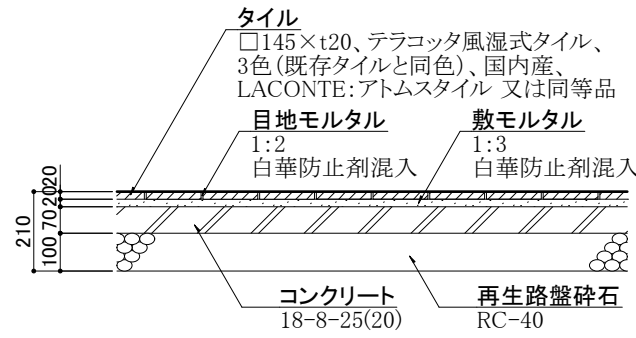 タイル
□145×t20、テラコッタ風湿式タイル、
3色(既存タイルと同色)、国内産、
LACONTE:アトムスタイル 又は同等品
目地モルタル
1:2
白華防止剤混入
敷モルタル
1:3
白華防止剤混入
20
20
70
100
210
コンクリート
18-8-25(20)
再生路盤砕石
RC-40